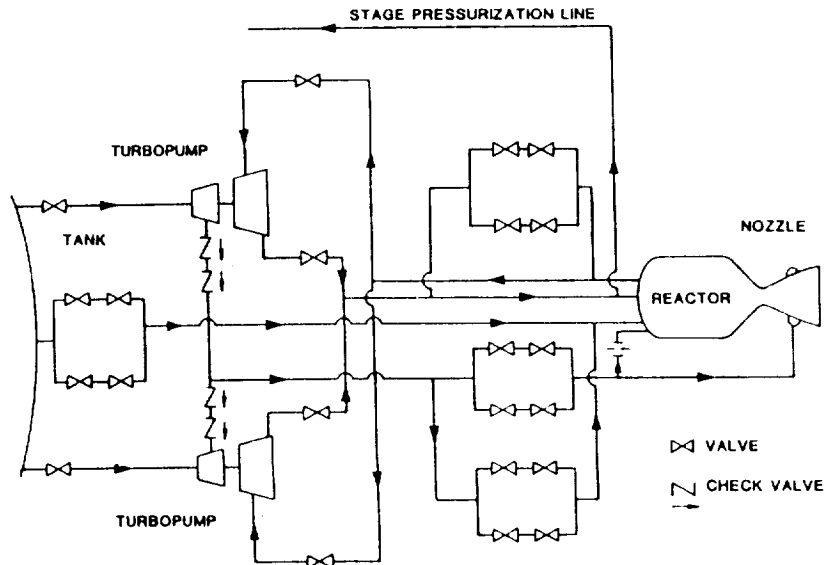 STAGE PRESSURIZATION LINE
TURBOPUMP
TANK
NOZZLE
REACTOR
VALVE
CHECK VALVE
TURBOPUMP